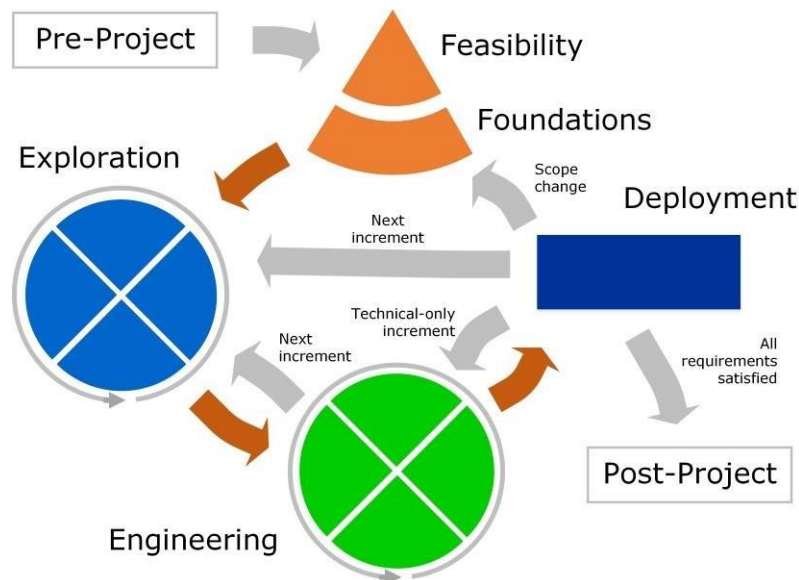 Pre-Project
Feasibility
Foundations
Exploration
Scope
change
Deployment
Next
increment
Technical-only
increment
Next
increment
All
requirements
satisfied
Post-Project
Engineering